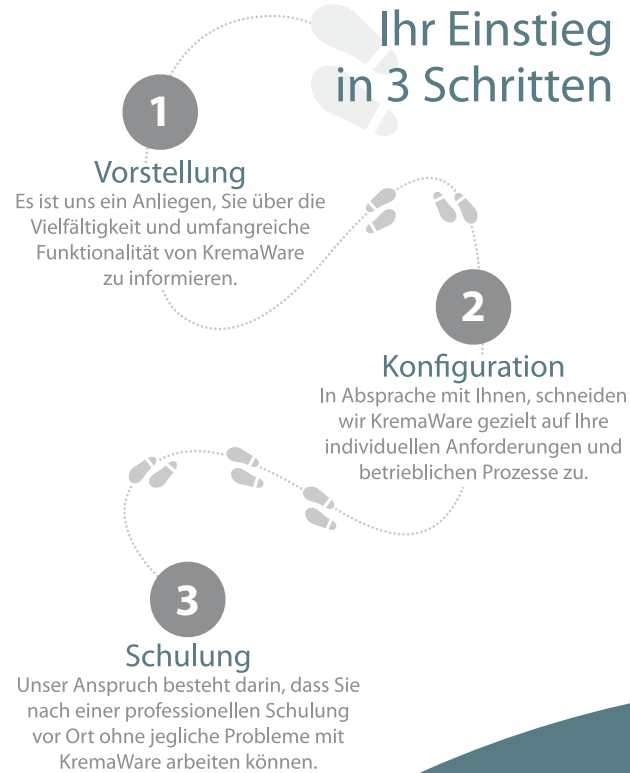 Ihr Einstieg
in 3 Schritten
1
Vorstellung
Es ist uns ein Anliegen, Sie über die
Vielfältigkeit und umfangreiche
Funktionalität von KremaWare
zu informieren.
2
Konfiguration
In Absprache mit Ihnen, schneiden
wir KremaWare gezielt auf Ihre
individuellen Anforderungen und
betrieblichen Prozesse zu.
3
Schulung
Unser Anspruch besteht darin, dass Sie
nach einer professionellen Schulung
vor Ort ohne jegliche Probleme mit
KremaWare arbeiten können.